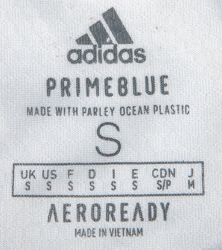 adidas
PRIMEBLUE
MADE WITH PARLEY OCEAN PLASTIC
S
UK US F D I E CDN J
S S S S S S S/P M
AEROREADY
MADE IN VIETNAM